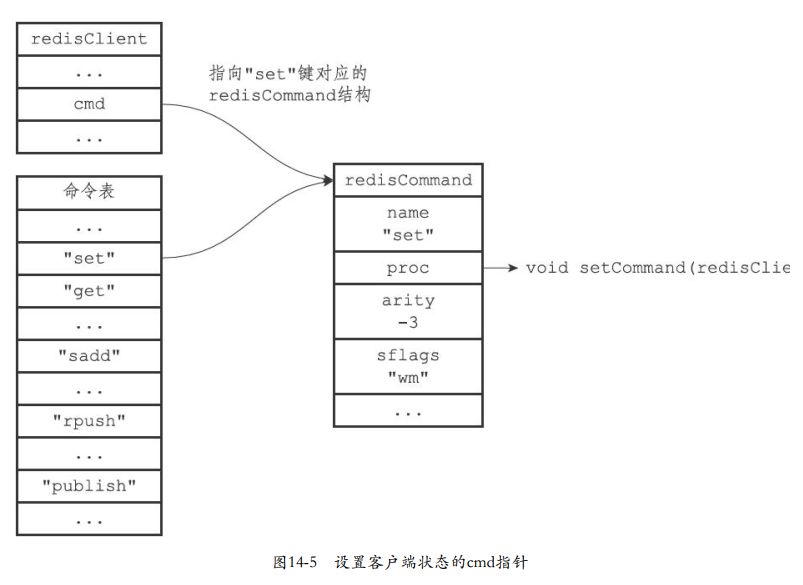 redisClient
...
cmd
...
指向"set"键对应的
redisCommand结构
命令表
...
"set"
"get"
...
"sadd"
...
"rpush"
...
"publish"
...
redisCommand
name
"set"
proc
arity
-3
sflags
"wm"
...
void setCommand(redisClie
图14-5 设置客户端状态的cmd指针